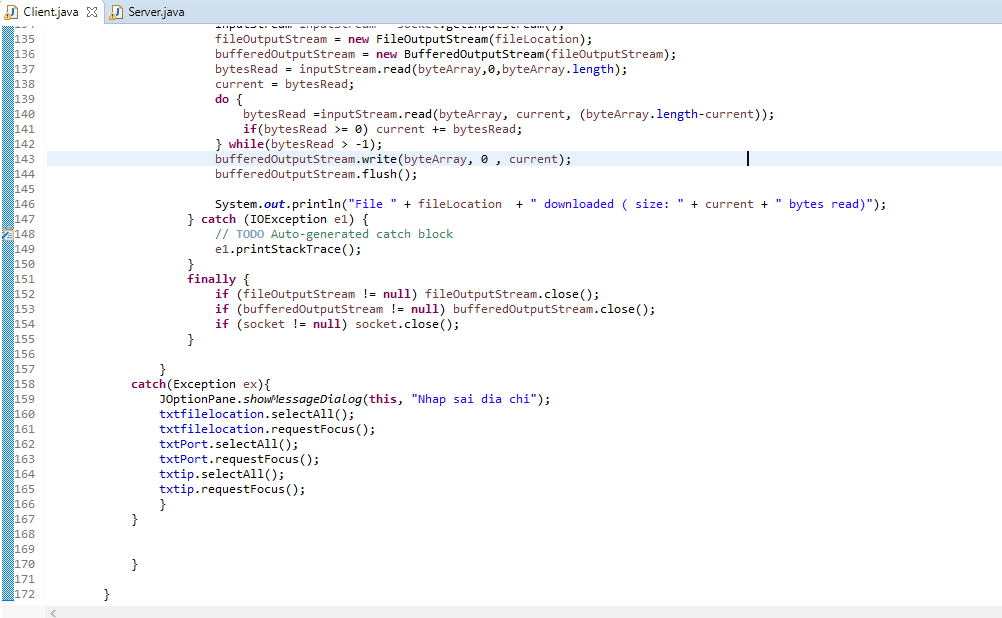 Client.java Server.java
134 InputStream inputStream = socket.getInputStream();
135 fileOutputStream = new FileOutputStream(fileLocation);
136 bufferedOutputStream = new BufferedOutputStream(fileOutputStream);
137 bytesRead = inputStream.read(byteArray,0,byteArray.length);
138 current = bytesRead;
139 do {
140 bytesRead =inputStream.read(byteArray, current, (byteArray.length-current));
141 if(bytesRead >= 0) current += bytesRead;
142 } while(bytesRead > -1);
143 bufferedOutputStream.write(byteArray, 0 , current);
144 bufferedOutputStream.flush();
145
146 System.out.println("File " + fileLocation  + " downloaded ( size: " + current + " bytes read)");
147 } catch (IOException e1) {
148 // TODO Auto-generated catch block
149 e1.printStackTrace();
150 }
151 finally {
152 if (fileOutputStream != null) fileOutputStream.close();
153 if (bufferedOutputStream != null) bufferedOutputStream.close();
154 if (socket != null) socket.close();
155 }
156
157 }
158 catch(Exception ex){
159 JOptionPane.showMessageDialog(this, "Nhap sai dia chi");
160 txtfilelocation.selectAll();
161 txtfilelocation.requestFocus();
162 txtPort.selectAll();
163 txtPort.requestFocus();
164 txtip.selectAll();
165 txtip.requestFocus();
166 }
167 }
168
169
170 }
171
172 }